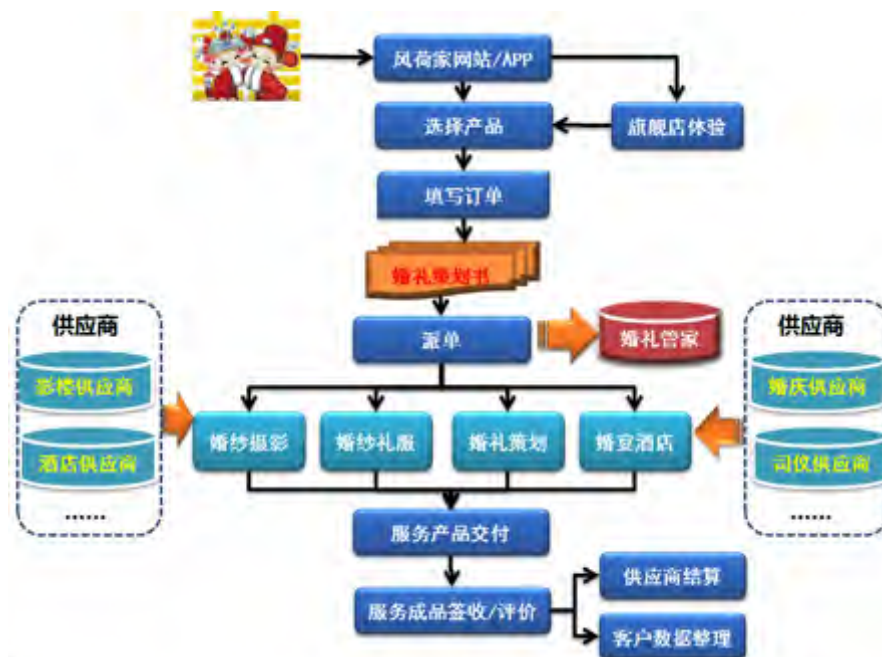 风荷家网站/APP
选择产品
旗舰店体验
填写订单
婚礼策划书
派单
婚礼管家
供应商
影楼供应商
酒店供应商
……
供应商
婚庆供应商
司仪供应商
……
婚纱摄影
婚纱礼服
婚礼策划
婚宴酒店
服务产品交付
服务成品签收/评价
供应商结算
客户数据整理